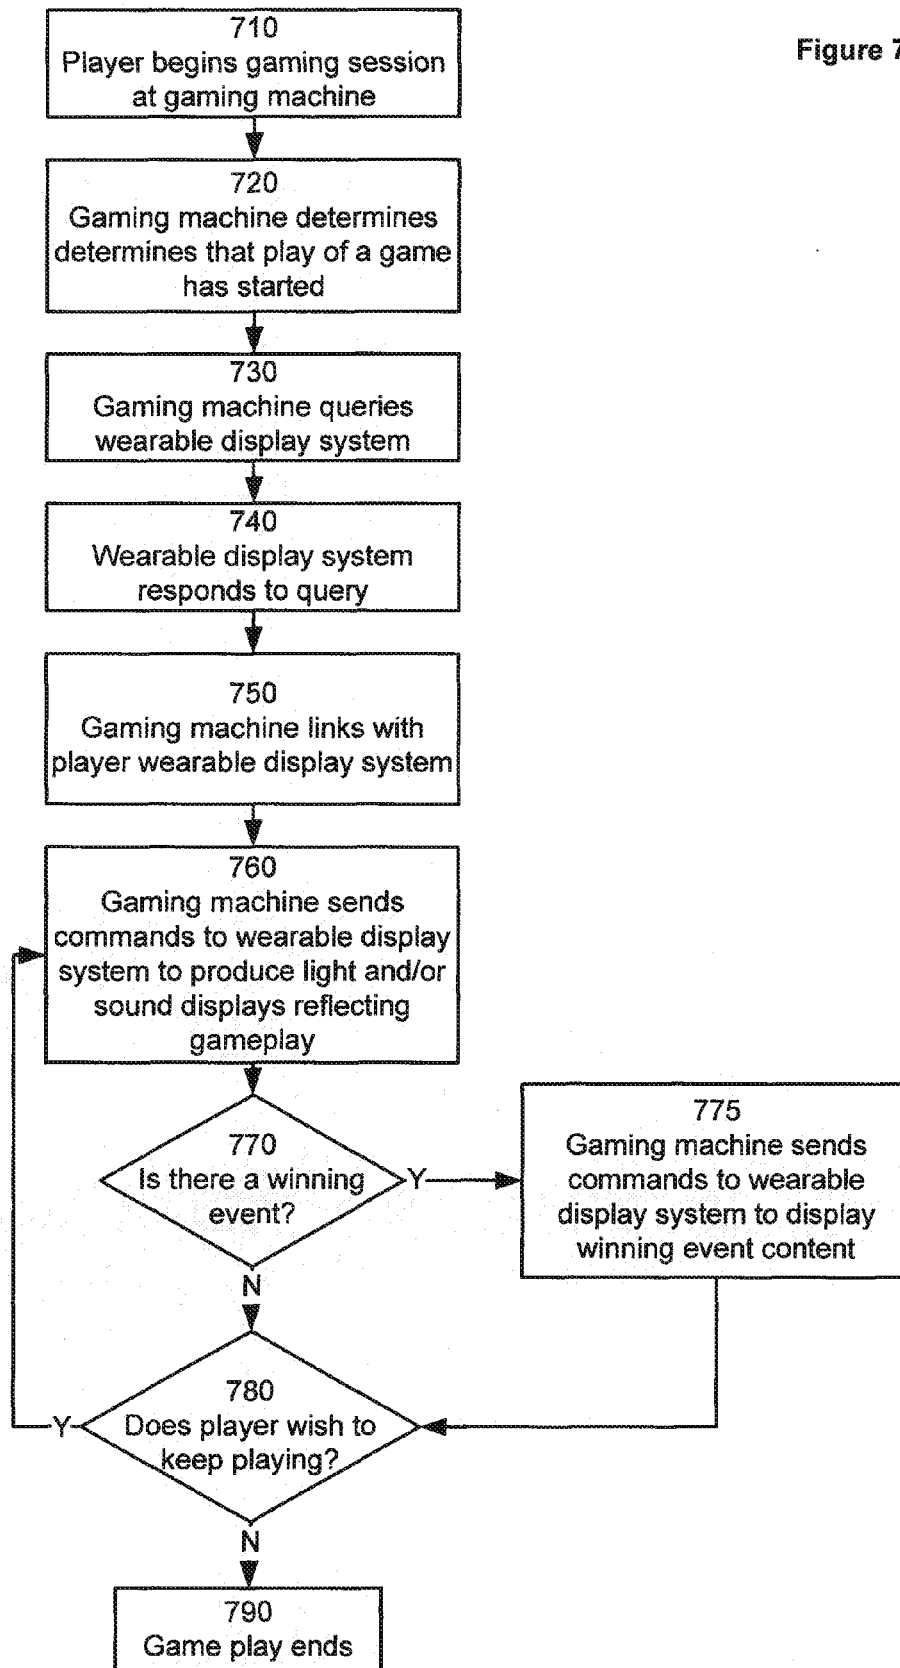 710
Player begins gaming session
at gaming machine
Figure 7
720
Gaming machine determines
determines that play of a game
has started
730
Gaming machine queries
wearable display system
740
Wearable display system
responds to query
750
Gaming machine links with
player wearable display system
760
Gaming machine sends
commands to wearable display
system to produce light and/or
sound displays reflecting
gameplay
770
Is there a winning
event?
Y
775
Gaming machine sends
commands to wearable
display system to display
winning event content
N
780
Does player wish to
keep playing?
Y
N
790
Game play ends